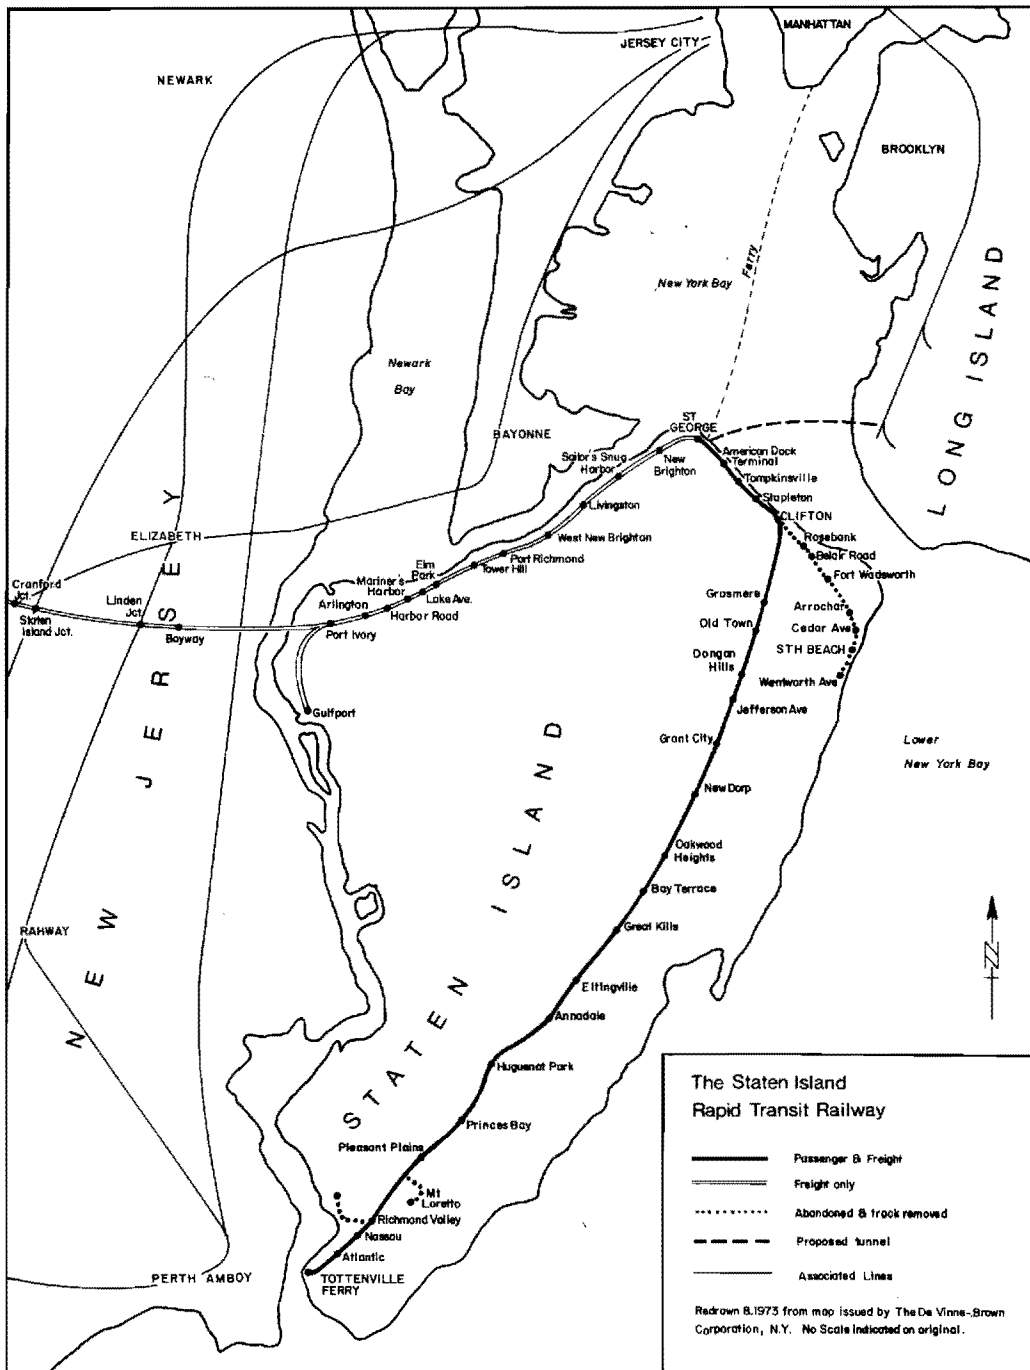 MANHATTAN
JERSEY CITY
NEWARK
BROOKLYN
LONG ISLAND
Ferry
New York Bay
Newark
Bay
BAYONNE
ST
GEORGE
American Dock
Terminal
Tompkinsville
Stapleton
CLIFTON
New
Brighton
Sailor's Snug
Harbor
Livingston
West New Brighton
Port Richmond
Tower Hill
Elm
Park
Lake Ave.
Mariner's
Harbor
Harbor Road
Arlington
Port Ivory
Gulfport
ELIZABETH
Cranford
Jct.
Staten
Island Jct.
Linden
Jct.
Bayway
Rosebank
Belair Road
Fort Wadsworth
Arrochar
Cedar Ave
STH BEACH
Wentworth Ave
Grasmere
Old Town
Dongan
Hills
Jefferson Ave
Grant City
New Dorp
Oakwood
Heights
Bay Terrace
Great Kills
Eltingville
Annadale
Huguenat Park
Princes Bay
Pleasant Plains
Mt
Loretto
Richmond Valley
Nassau
Atlantic
TOTTENVILLE
FERRY
Lower
New York Bay
NEW JERSEY
STATEN ISLAND
RAHWAY
PERTH AMBOY
N
The Staten Island
Rapid Transit Railway
Passenger & Freight
Freight only
Abandoned & track removed
Proposed tunnel
Associated Lines
Redrawn 8.1973 from map issued by The De Vinne-Brown
Corporation, N.Y. No Scale indicated on original.